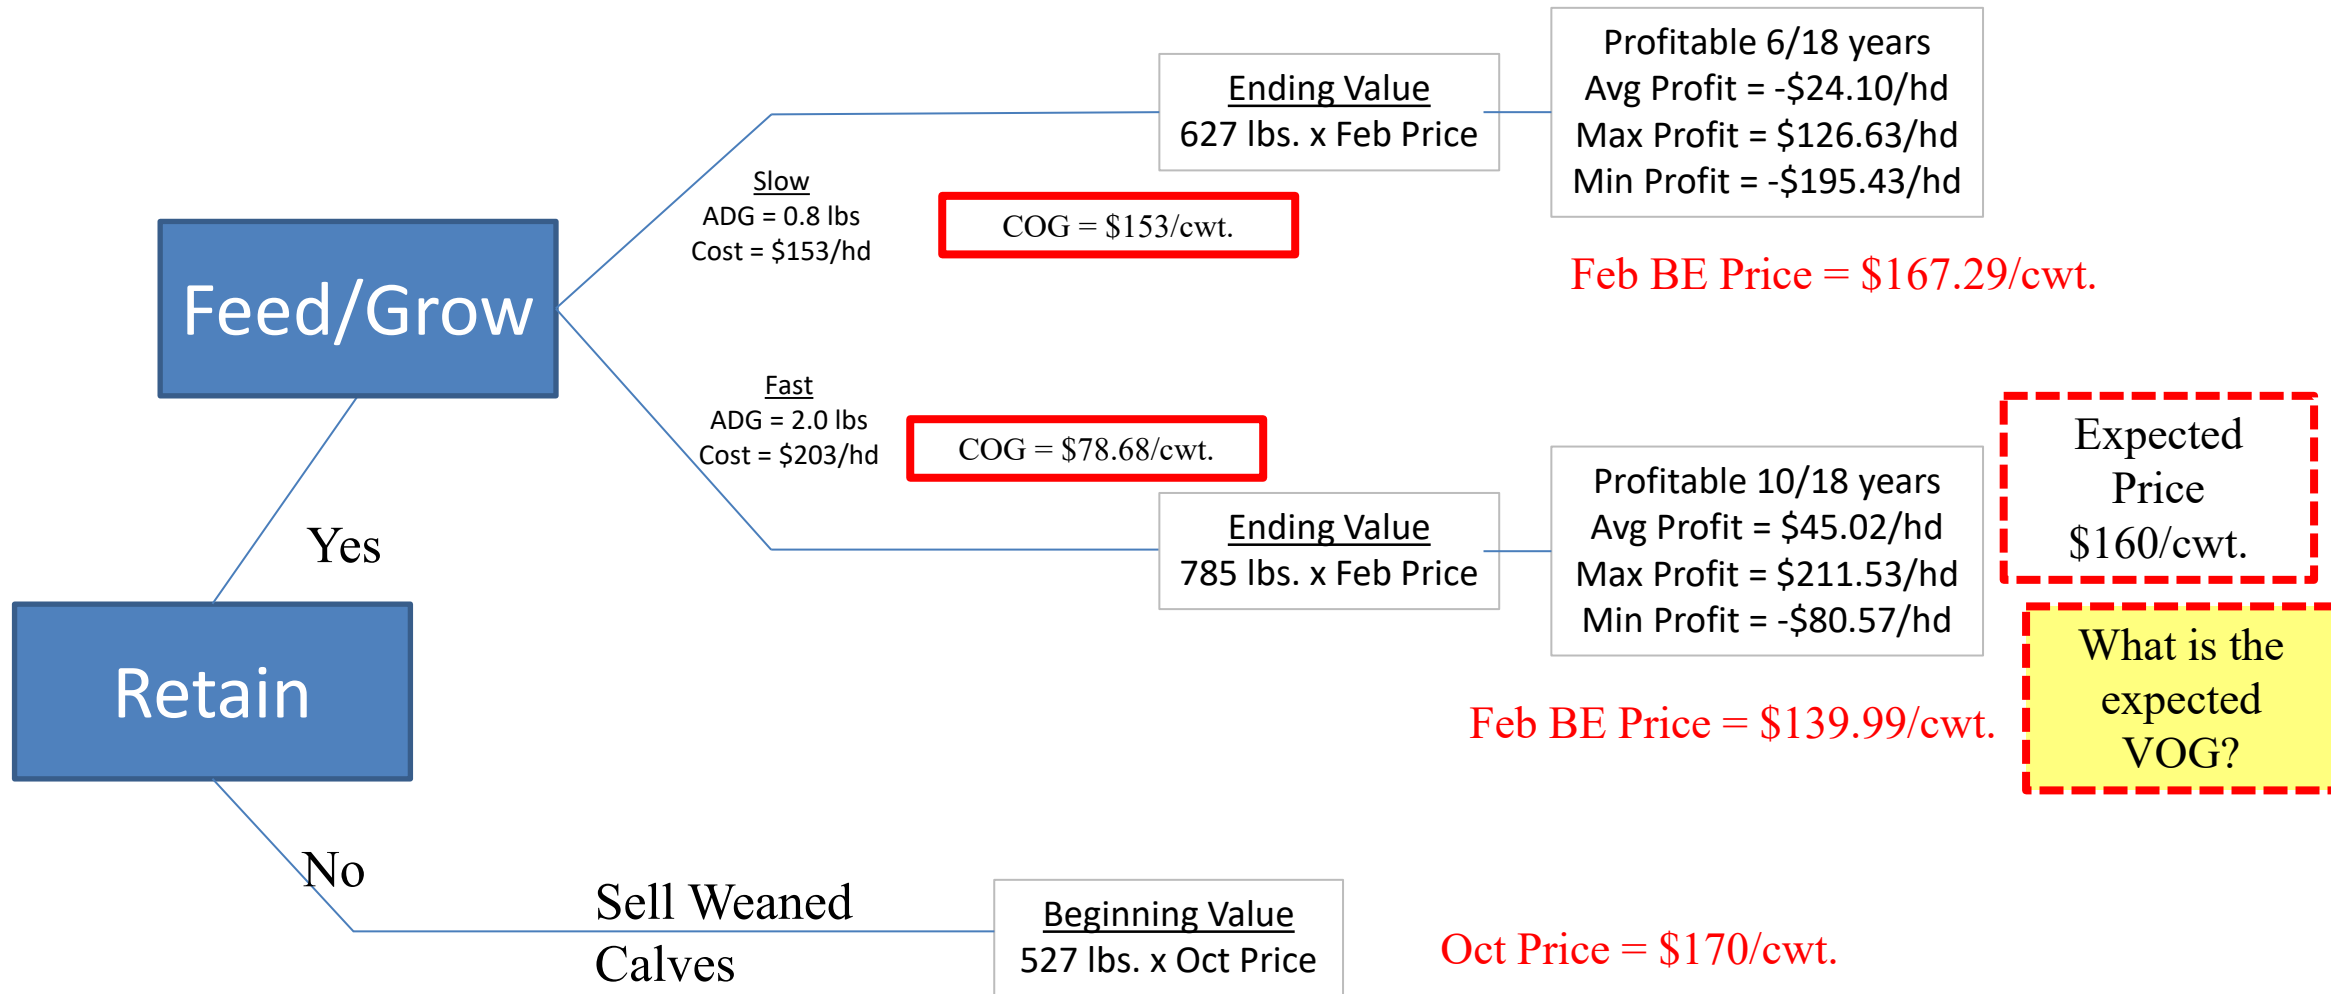 Profitable 6/18 years
Avg Profit = -$24.10/hd
Max Profit = $126.63/hd
Min Profit = -$195.43/hd
Ending Value
627 lbs. x Feb Price
Slow
ADG = 0.8 lbs
Cost = $153/hd
COG = $153/cwt.
Feb BE Price = $167.29/cwt.
Feed/Grow
Fast
ADG = 2.0 lbs
Cost = $203/hd
COG = $78.68/cwt.
Expected
Price
$160/cwt.
Profitable 10/18 years
Avg Profit = $45.02/hd
Max Profit = $211.53/hd
Min Profit = -$80.57/hd
Ending Value
785 lbs. x Feb Price
Yes
What is the
expected
VOG?
Retain
Feb BE Price = $139.99/cwt.
No
Sell Weaned
Calves
Beginning Value
527 lbs. x Oct Price
Oct Price = $170/cwt.